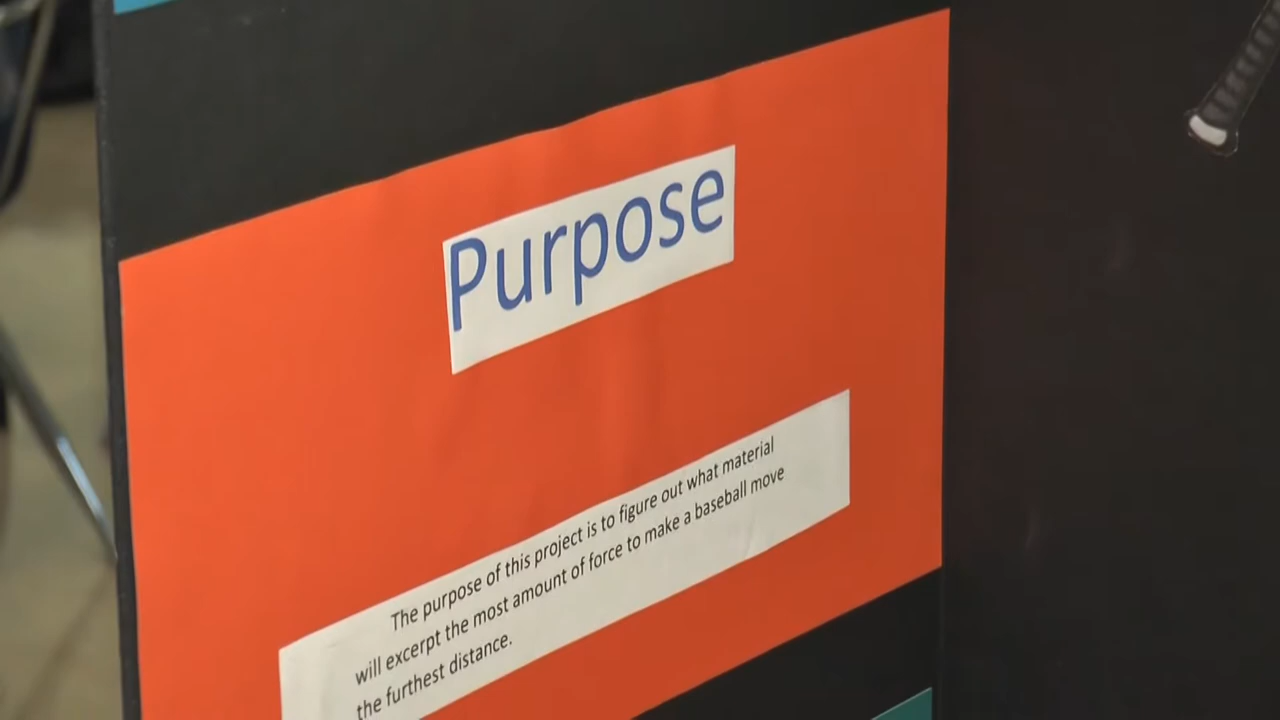 Purpose
The purpose of this project is to figure out what material
will excerpt the most amount of force to make a baseball move
the furthest distance.